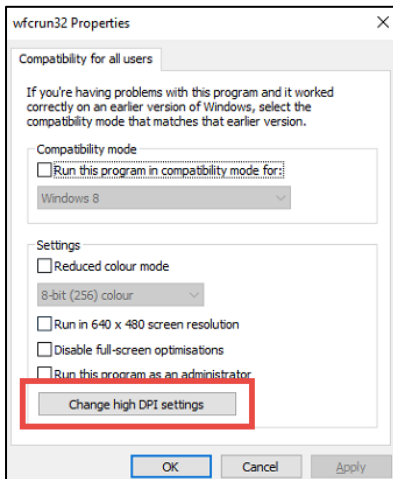 wfcrun32 Properties
Compatibility for all users
If you're having problems with this program and it worked
correctly on an earlier version of Windows, select the
compatibility mode that matches that earlier version.
Compatibility mode
Run this program in compatibility mode for:
Windows 8
Settings
Reduced colour mode
8-bit (256) colour
Run in 640 x 480 screen resolution
Disable full-screen optimisations
Run this program as an administrator
Change high DPI settings
OK Cancel Apply